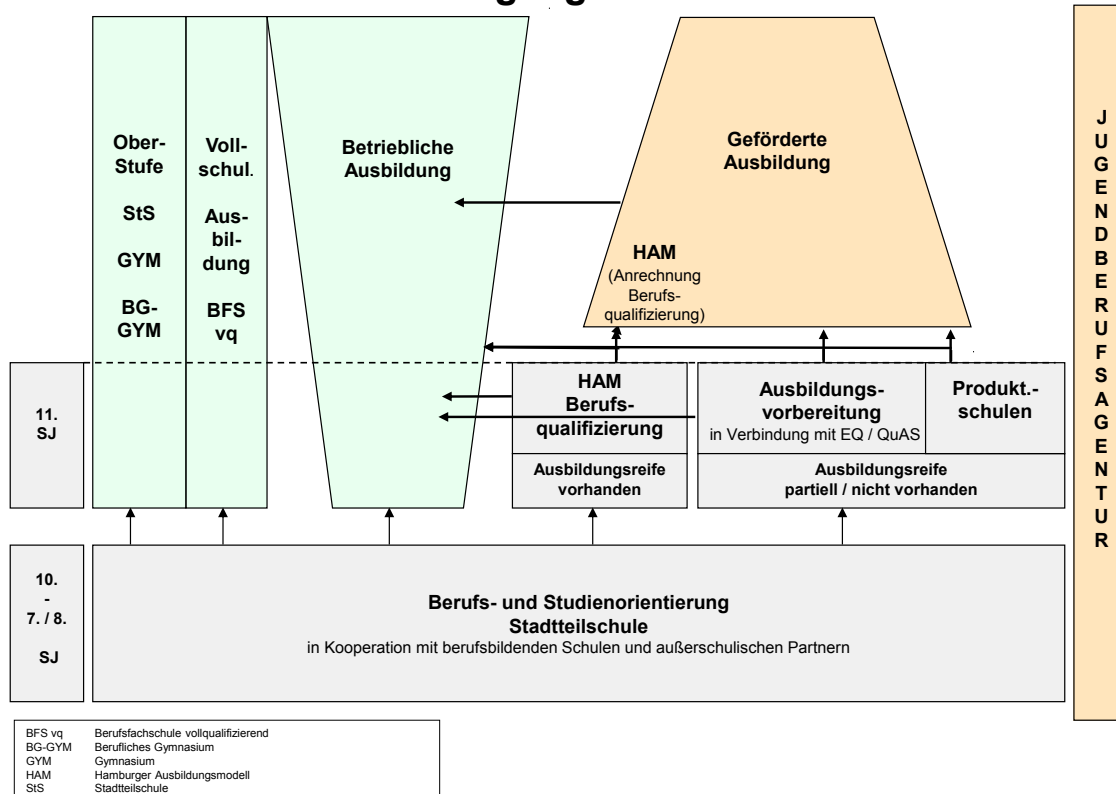 Ober-
Stufe
StS
GYM
BG-
GYM
Voll-
schul.
Aus-
bil-
dung
BFS
vq
Betriebliche
Ausbildung
Geförderte
Ausbildung
HAM
(Anrechnung
Berufs-
qualifizierung)
J
U
G
E
N
D
B
E
R
U
F
S
A
G
E
N
T
U
R
11.
SJ
HAM
Berufs-
qualifizierung
Ausbildungsreife
vorhanden
Ausbildungs-
vorbereitung
in Verbindung mit EQ / QuAS
Produkt.-
schulen
Ausbildungsreife
partiell / nicht vorhanden
10.
-
7. / 8.
SJ
Berufs- und Studienorientierung
Stadtteilschule
in Kooperation mit berufsbildenden Schulen und außerschulischen Partnern
BFS vq Berufsfachschule vollqualifizierend
BG-GYM Berufliches Gymnasium
GYM Gymnasium
HAM Hamburger Ausbildungsmodell
StS Stadtteilschule